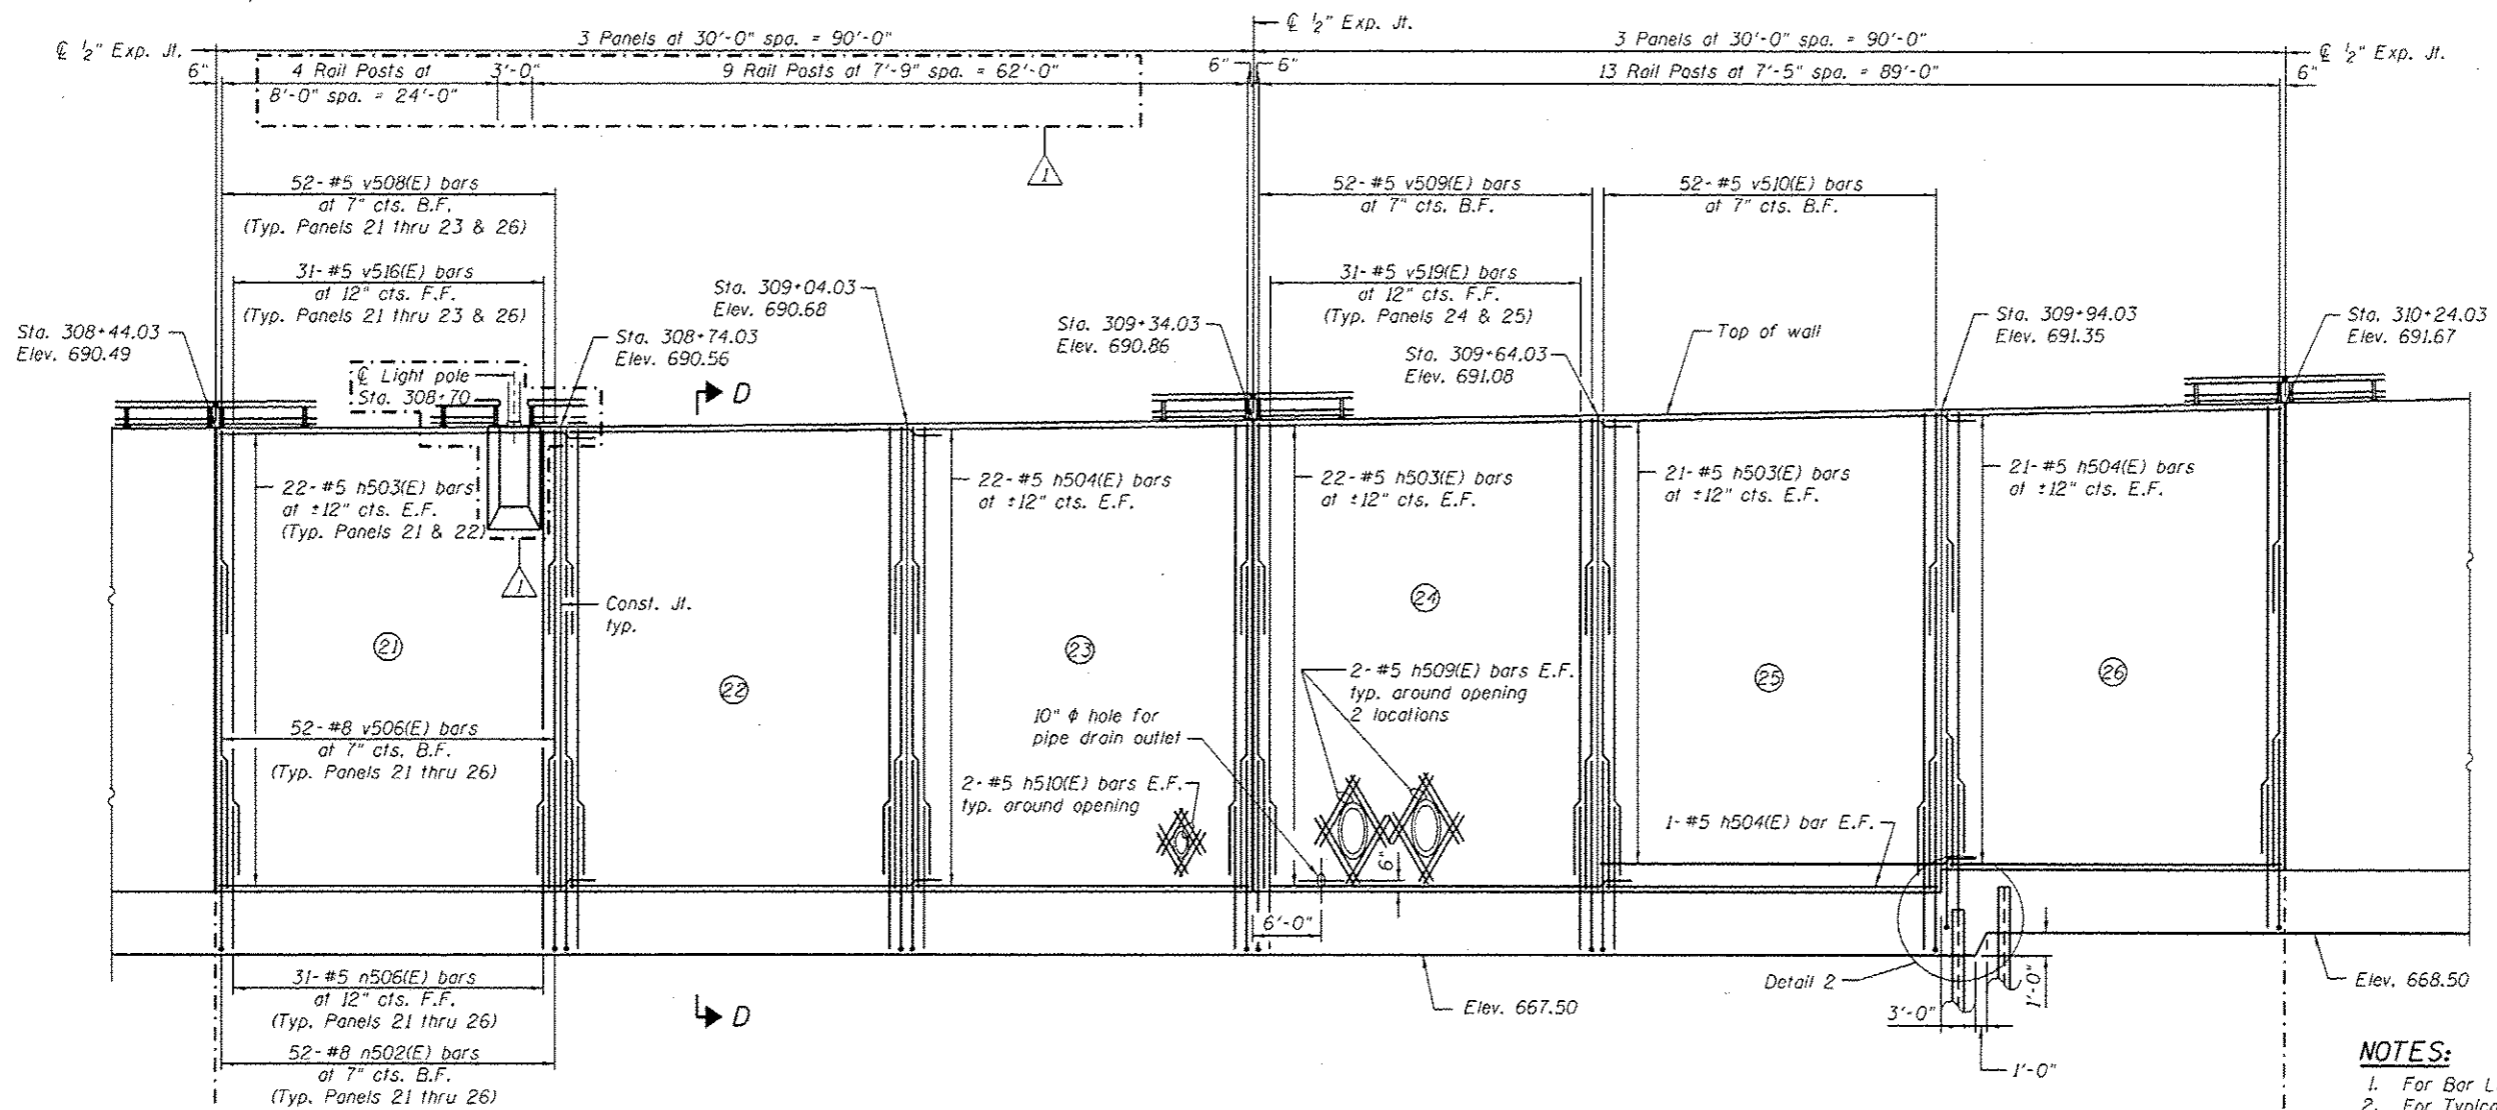 ℄ ½" Exp. Jt.
3 Panels at 30'-0" spa. = 90'-0"
℄ ½" Exp. Jt.
3 Panels at 30'-0" spa. = 90'-0"
℄ ½" Exp. Jt.
6"
4 Rail Posts at
8'-0" spa. = 24'-0"
3'-0"
9 Rail Posts at 7'-9" spa. = 62'-0"
6"
6"
13 Rail Posts at 7'-5" spa. = 89'-0"
6"
1
52-#5 v508(E) bars
at 7" cts. B.F.
(Typ. Panels 21 thru 23 & 26)
52-#5 v509(E) bars
at 7" cts. B.F.
52-#5 v510(E) bars
at 7" cts. B.F.
31-#5 v516(E) bars
at 12" cts. F.F.
(Typ. Panels 21 thru 23 & 26)
31-#5 v519(E) bars
at 12" cts. F.F.
(Typ. Panels 24 & 25)
Sta. 308+44.03
Elev. 690.49
Sta. 308+74.03
Elev. 690.56
Sta. 309+04.03
Elev. 690.68
Sta. 309+34.03
Elev. 690.86
Sta. 309+64.03
Elev. 691.08
Top of wall
Sta. 309+94.03
Elev. 691.35
Sta. 310+24.03
Elev. 691.67
℄ Light pole
Sta. 308+70
D
22-#5 h503(E) bars
at ±12" cts. E.F.
(Typ. Panels 21 & 22)
22-#5 h504(E) bars
at ±12" cts. E.F.
22-#5 h503(E) bars
at ±12" cts. E.F.
21-#5 h503(E) bars
at ±12" cts. E.F.
21-#5 h504(E) bars
at ±12" cts. E.F.
1
Const. Jt.
typ.
21
22
23
24
25
26
2-#5 h509(E) bars E.F.
typ. around opening
2 locations
10" ϕ hole for
pipe drain outlet
52-#8 v506(E) bars
at 7" cts. B.F.
(Typ. Panels 21 thru 26)
2-#5 h510(E) bars E.F.
typ. around opening
1-#5 h504(E) bar E.F.
6"
6'-0"
31-#5 n506(E) bars
at 12" cts. F.F.
(Typ. Panels 21 thru 26)
52-#8 n502(E) bars
at 7" cts. B.F.
(Typ. Panels 21 thru 26)
D
Elev. 667.50
Detail 2
3'-0"
1'-0"
1'-0"
Elev. 668.50
NOTES:
1. For Bar L
2. For Typica